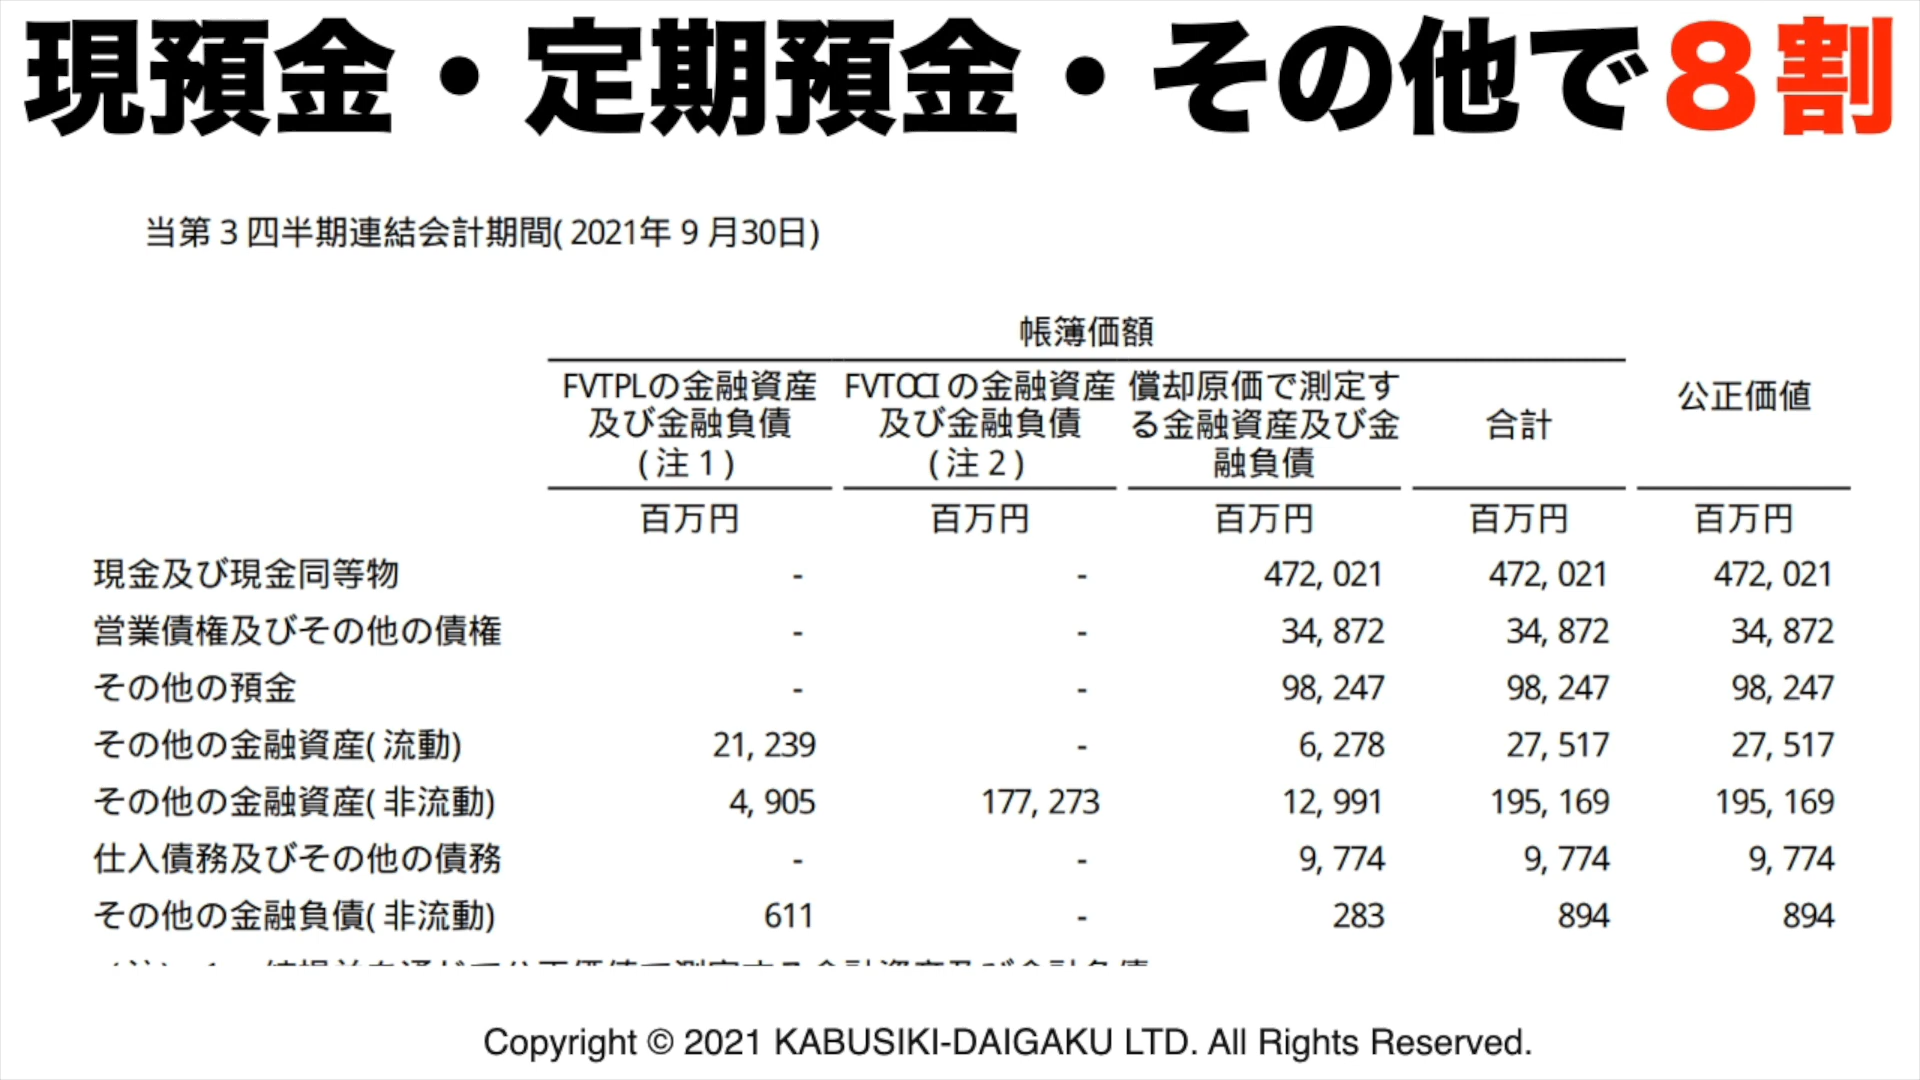 現預金・定期預金・その他で8割
当第3四半期連結会計期間(2021年9月30日)
帳簿価額
FVTPLの金融資産及び金融負債(注1) FVTOCIの金融資産及び金融負債(注2) 償却原価で測定する金融資産及び金融負債 合計 公正価値
百万円 百万円 百万円 百万円 百万円
現金及び現金同等物 - - 472,021 472,021 472,021
営業債権及びその他の債権 - - 34,872 34,872 34,872
その他の預金 - - 98,247 98,247 98,247
その他の金融資産(流動) 21,239 - 6,278 27,517 27,517
その他の金融資産(非流動) 4,905 177,273 12,991 195,169 195,169
仕入債務及びその他の債務 - - 9,774 9,774 9,774
その他の金融負債(非流動) 611 - 283 894 894
Copyright © 2021 KABUSIKI-DAIGAKU LTD. All Rights Reserved.